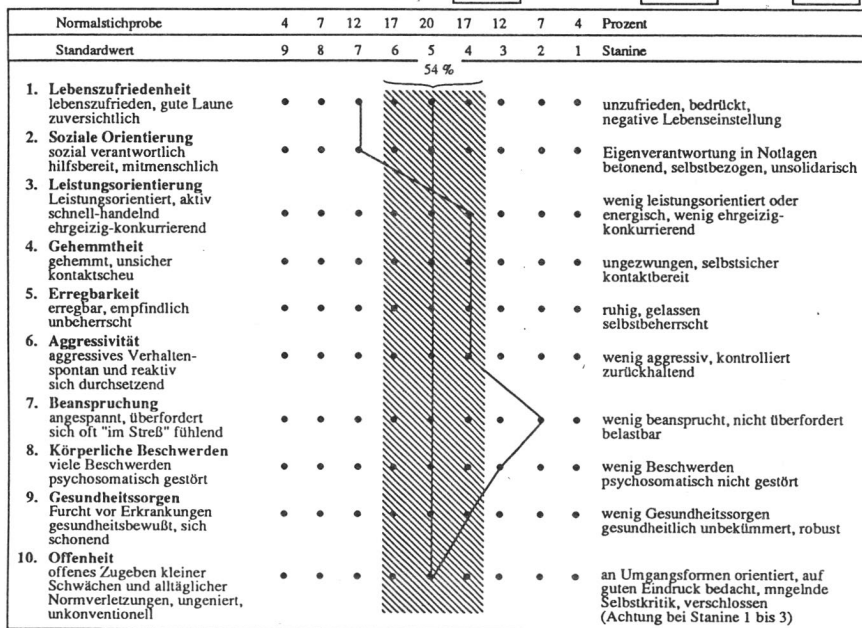 Normalstichprobe 4 7 12 17 20 17 12 7 4 Prozent
Standardwert 9 8 7 6 5 4 3 2 1 Stanine
54 %
1. Lebenszufriedenheit
lebenszufrieden, gute Laune
zuversichtlich
unzufrieden, bedrückt,
negative Lebenseinstellung
2. Soziale Orientierung
sozial verantwortlich
hilfsbereit, mitmenschlich
Eigenverantwortung in Notlagen
betonend, selbstbezogen, unsolidarisch
3. Leistungsorientierung
Leistungsorientiert, aktiv
schnell-handelnd
ehrgeizig-konkurrierend
wenig leistungsorientiert oder
energisch, wenig ehrgeizig-
konkurrierend
4. Gehemmtheit
gehemmt, unsicher
kontaktscheu
ungezwungen, selbstsicher
kontaktbereit
5. Erregbarkeit
erregbar, empfindlich
unbeherrscht
ruhig, gelassen
selbstbeherrscht
6. Aggressivität
aggressives Verhalten-
spontan und reaktiv
sich durchsetzend
wenig aggressiv, kontrolliert
zurückhaltend
7. Beanspruchung
angespannt, überfordert
sich oft "im Streß" fühlend
wenig beansprucht, nicht überfordert
belastbar
8. Körperliche Beschwerden
viele Beschwerden
psychosomatisch gestört
wenig Beschwerden
psychosomatisch nicht gestört
9. Gesundheitssorgen
Furcht vor Erkrankungen
gesundheitsbewußt, sich
schonend
wenig Gesundheitssorgen
gesundheitlich unbekümmert, robust
10. Offenheit
offenes Zugeben kleiner
Schwächen und alltäglicher
Normverletzungen, ungeniert,
unkonventionell
an Umgangsformen orientiert, auf
guten Eindruck bedacht, mngelnde
Selbstkritik, verschlossen
(Achtung bei Stanine 1 bis 3)